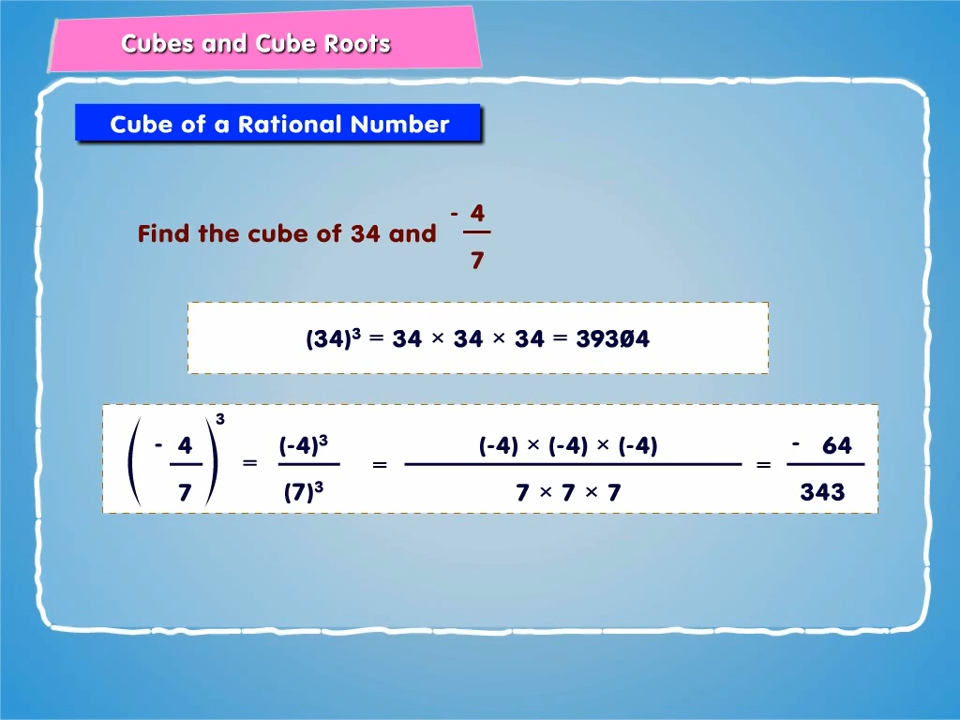 Cubes and Cube Roots
Cube of a Rational Number
Find the cube of 34 and - 4/7
(34)³ = 34 × 34 × 34 = 39304
(- 4/7)³ = (-4)³/(7)³ = (-4) × (-4) × (-4)/7 × 7 × 7 = - 64/343